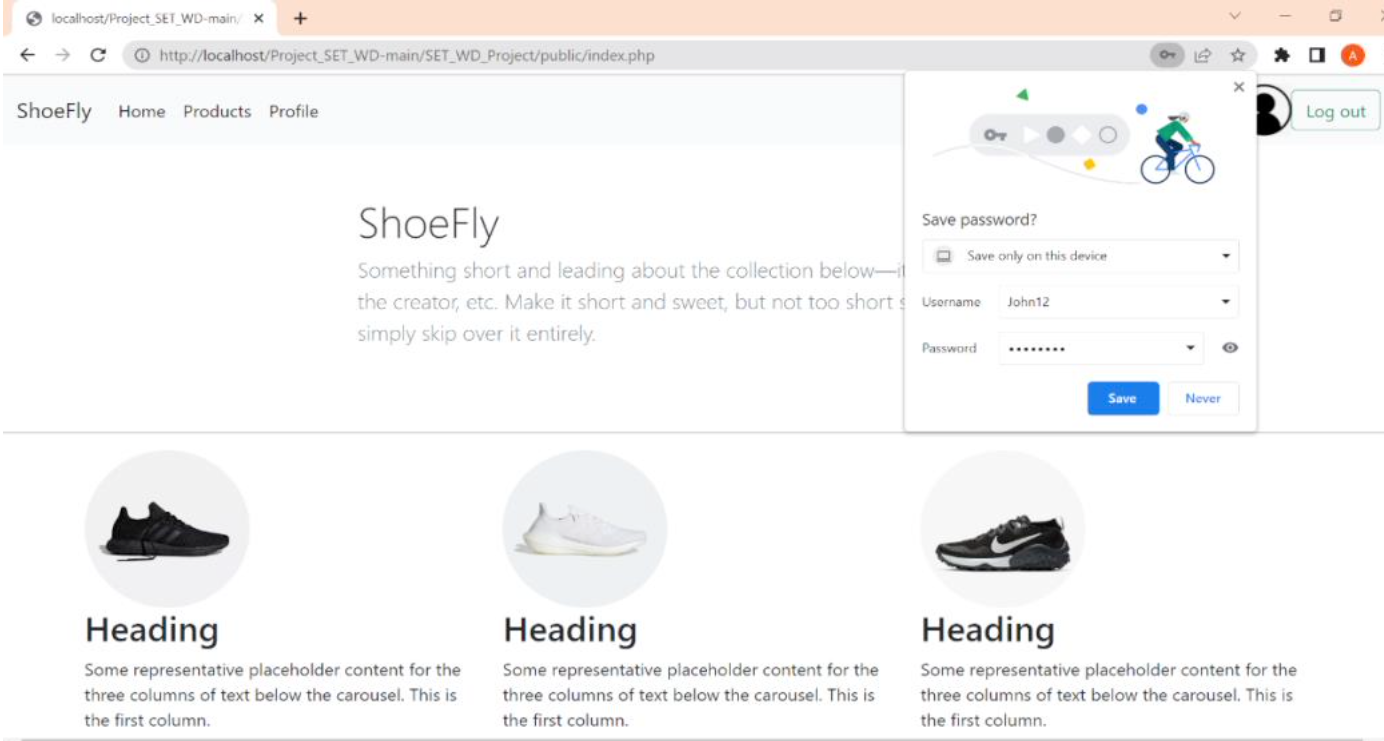 localhost/Project_SET_WD-main/
http://localhost/Project_SET_WD-main/SET_WD_Project/public/index.php
A
ShoeFly Home Products Profile
Log out
ShoeFly
Something short and leading about the collection below—it
the creator, etc. Make it short and sweet, but not too short s
simply skip over it entirely.
Save password?
Save only on this device
Username John12
Password ••••••••
Save Never
Heading
Some representative placeholder content for the
three columns of text below the carousel. This is
the first column.
Heading
Some representative placeholder content for the
three columns of text below the carousel. This is
the first column.
Heading
Some representative placeholder content for the
three columns of text below the carousel. This is
the first column.